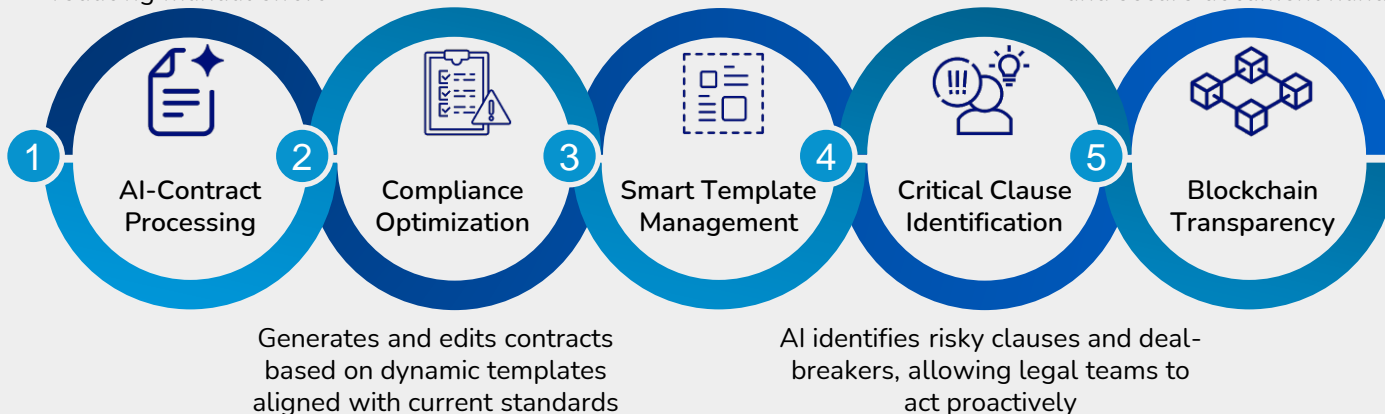 1
AI-Contract
Processing
2
Compliance
Optimization
3
Smart Template
Management
4
Critical Clause
Identification
5
Blockchain
Transparency
Generates and edits contracts
based on dynamic templates
aligned with current standards
AI identifies risky clauses and deal-
breakers, allowing legal teams to
act proactively